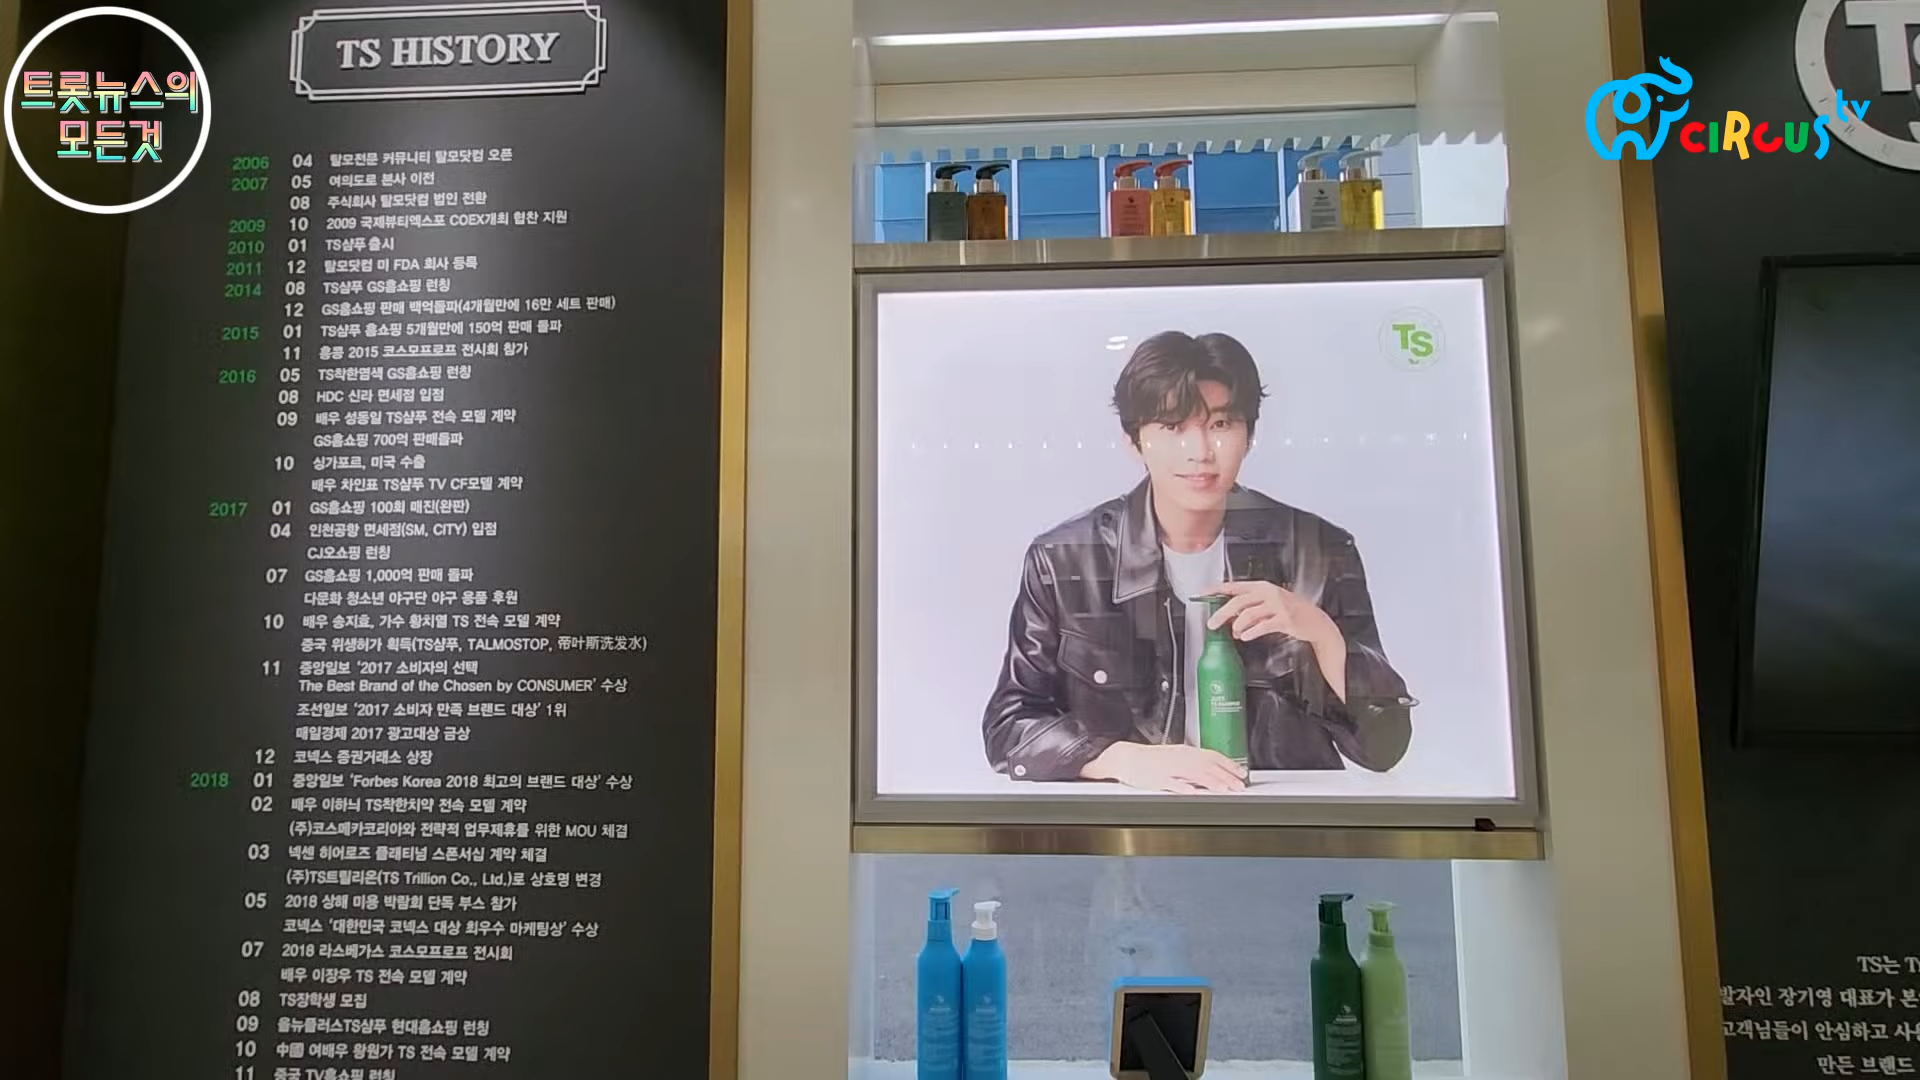 트롯뉴스의
모든것
TS HISTORY
2006 04 탈모전문 커뮤니티 탈모닷컴 오픈
2007 05 여의도로 본사 이전
08 주식회사 탈모닷컴 법인 전환
2009 10 2009 국제뷰티엑스포 COEX개최 협찬 지원
2010 01 TS샴푸 출시
2011 12 탈모닷컴 미 FDA 회사 등록
2014 08 TS샴푸 GS홈쇼핑 런칭
12 GS홈쇼핑 판매 백억돌파(4개월만에 16만 세트 판매)
2015 01 TS샴푸 홈쇼핑 5개월만에 150억 판매 돌파
11 홍콩 2015 코스모프로프 전시회 참가
2016 05 TS착한염색 GS홈쇼핑 런칭
08 HDC 신라 면세점 입점
09 배우 성동일 TS샴푸 전속 모델 계약
GS홈쇼핑 700억 판매돌파
10 싱가포르, 미국 수출
배우 차인표 TS샴푸 TV CF모델 계약
2017 01 GS홈쇼핑 100회 매진(완판)
04 인천공항 면세점(SM, CITY) 입점
CJ오쇼핑 런칭
07 GS홈쇼핑 1,000억 판매 돌파
다문화 청소년 야구단 야구 용품 후원
10 배우 송지효, 가수 황치열 TS 전속 모델 계약
중국 위생허가 획득(TS샴푸, TALMOSTOP, 帝叶斯洗发水)
11 중앙일보 '2017 소비자의 선택
The Best Brand of the Chosen by CONSUMER' 수상
조선일보 '2017 소비자 만족 브랜드 대상' 1위
매일경제 2017 광고대상 금상
12 코넥스 증권거래소 상장
2018 01 중앙일보 'Forbes Korea 2018 최고의 브랜드 대상' 수상
02 배우 이하늬 TS착한치약 전속 모델 계약
(주)코스메카코리아와 전략적 업무제휴를 위한 MOU 체결
03 넥센 히어로즈 플래티넘 스폰서십 계약 체결
(주)TS트릴리온(TS Trillion Co., Ltd.)로 상호명 변경
05 2018 상해 미용 박람회 단독 부스 참가
코넥스 '대한민국 코넥스 대상 최우수 마케팅상' 수상
07 2018 라스베가스 코스모프로프 전시회
배우 이장우 TS 전속 모델 계약
08 TS장학생 모집
09 올뉴플러스TS샴푸 현대홈쇼핑 런칭
10 中國 여배우 왕원가 TS 전속 모델 계약
11 중국 TV홈쇼핑 런칭
TS
CIRCUS tv
TS는
발자인 장기영 대표가
고객님들이 안심하고
만든 브랜드